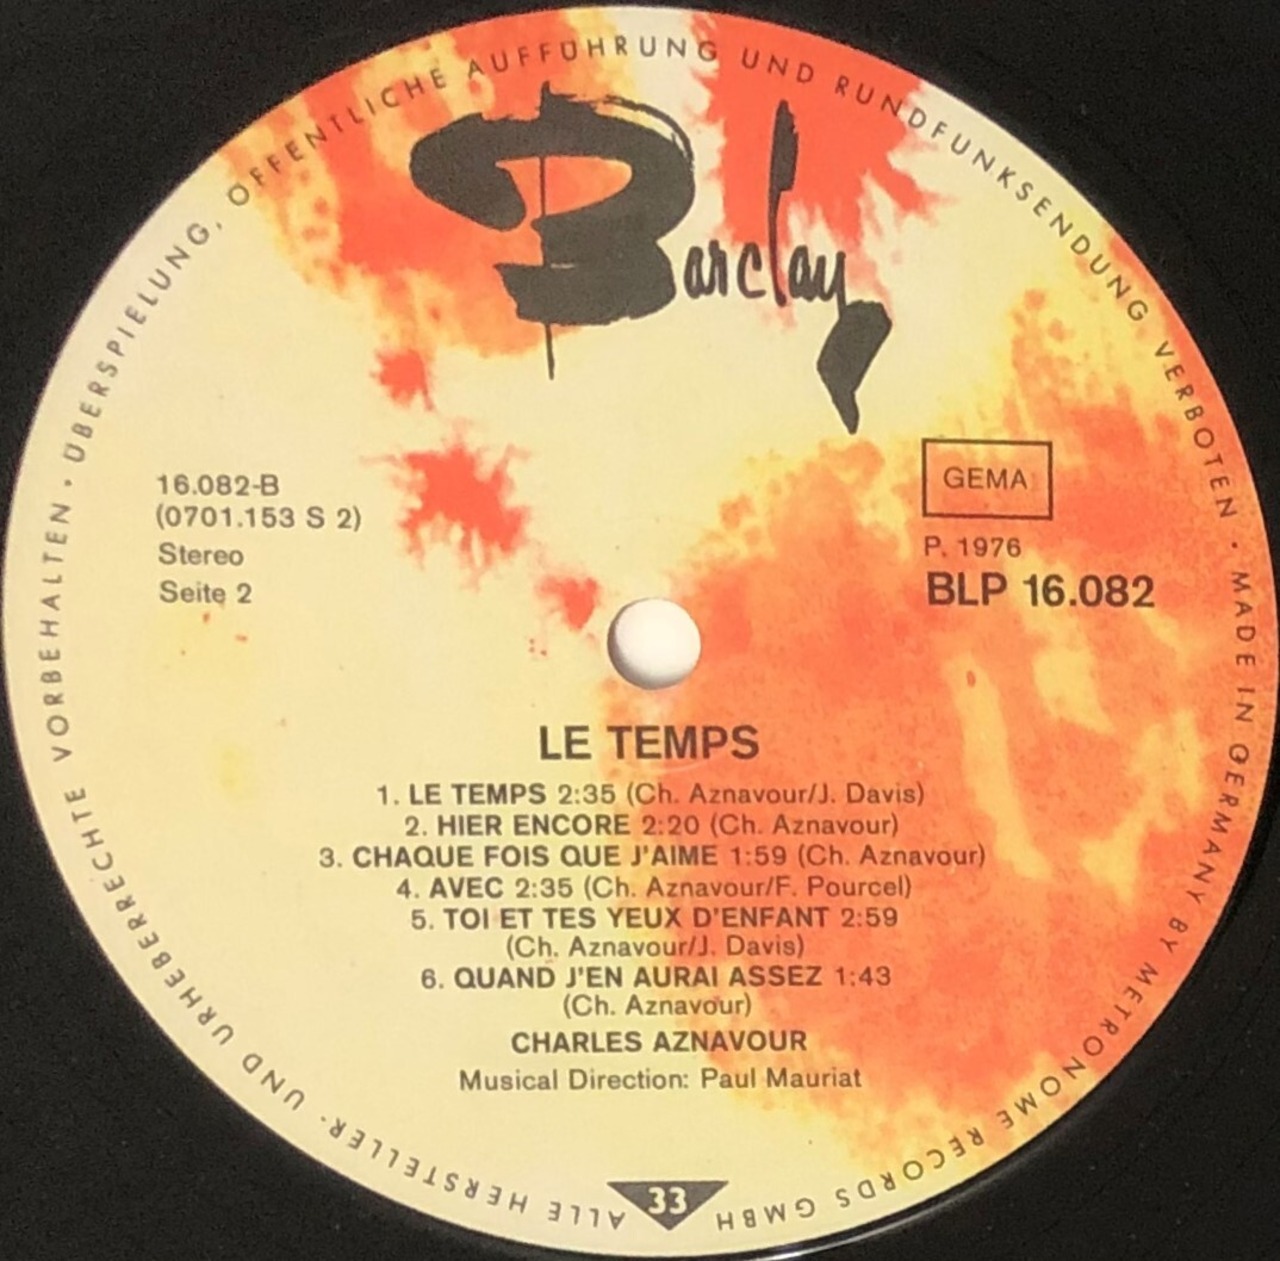 ALLE HERSTELLER- UND URHEBERRECHTE VORBEHALTEN · ÜBERSPIELUNG, ÖFFENTLICHE AUFFÜHRUNG UND RUNDFUNKSENDUNG VERBOTEN · MADE IN GERMANY BY METRONOME RECORDS GMBH
Barclay
16.082-B
(0701.153 S 2)
Stereo
Seite 2
GEMA
P. 1976
BLP 16.082
LE TEMPS
1. LE TEMPS 2:35 (Ch. Aznavour/J. Davis)
2. HIER ENCORE 2:20 (Ch. Aznavour)
3. CHAQUE FOIS QUE J'AIME 1:59 (Ch. Aznavour)
4. AVEC 2:35 (Ch. Aznavour/F. Pourcel)
5. TOI ET TES YEUX D'ENFANT 2:59
(Ch. Aznavour/J. Davis)
6. QUAND J'EN AURAI ASSEZ 1:43
(Ch. Aznavour)
CHARLES AZNAVOUR
Musical Direction: Paul Mauriat
33